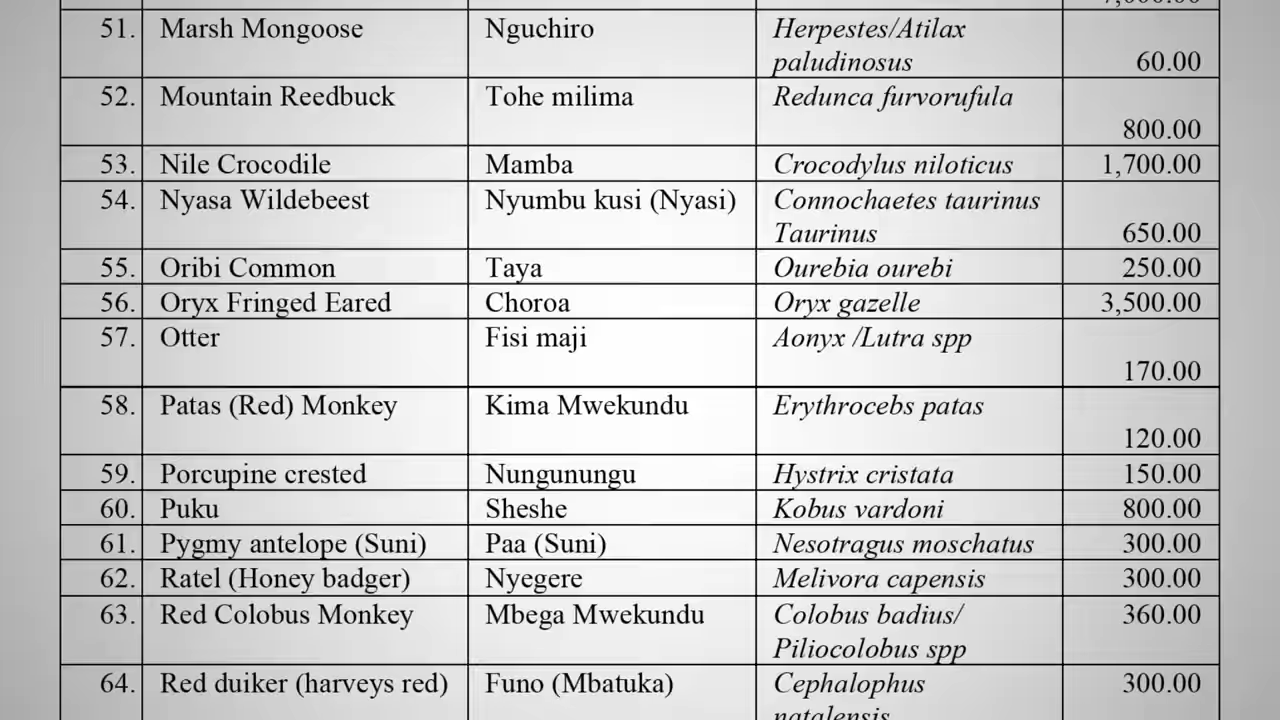 51. Marsh Mongoose Nguchiro Herpestes/Atilax
paludinosus 60.00
52. Mountain Reedbuck Tohe milima Redunca furvorufula
800.00
53. Nile Crocodile Mamba Crocodylus niloticus 1,700.00
54. Nyasa Wildebeest Nyumbu kusi (Nyasi) Connochaetes taurinus
Taurinus 650.00
55. Oribi Common Taya Ourebia ourebi 250.00
56. Oryx Fringed Eared Choroa Oryx gazelle 3,500.00
57. Otter Fisi maji Aonyx /Lutra spp
170.00
58. Patas (Red) Monkey Kima Mwekundu Erythrocebs patas
120.00
59. Porcupine crested Nungunungu Hystrix cristata 150.00
60. Puku Sheshe Kobus vardoni 800.00
61. Pygmy antelope (Suni) Paa (Suni) Nesotragus moschatus 300.00
62. Ratel (Honey badger) Nyegere Melivora capensis 300.00
63. Red Colobus Monkey Mbega Mwekundu Colobus badius/ 360.00
Piliocolobus spp
64. Red duiker (harveys red) Funo (Mbatuka) Cephalophus 300.00
natalensis